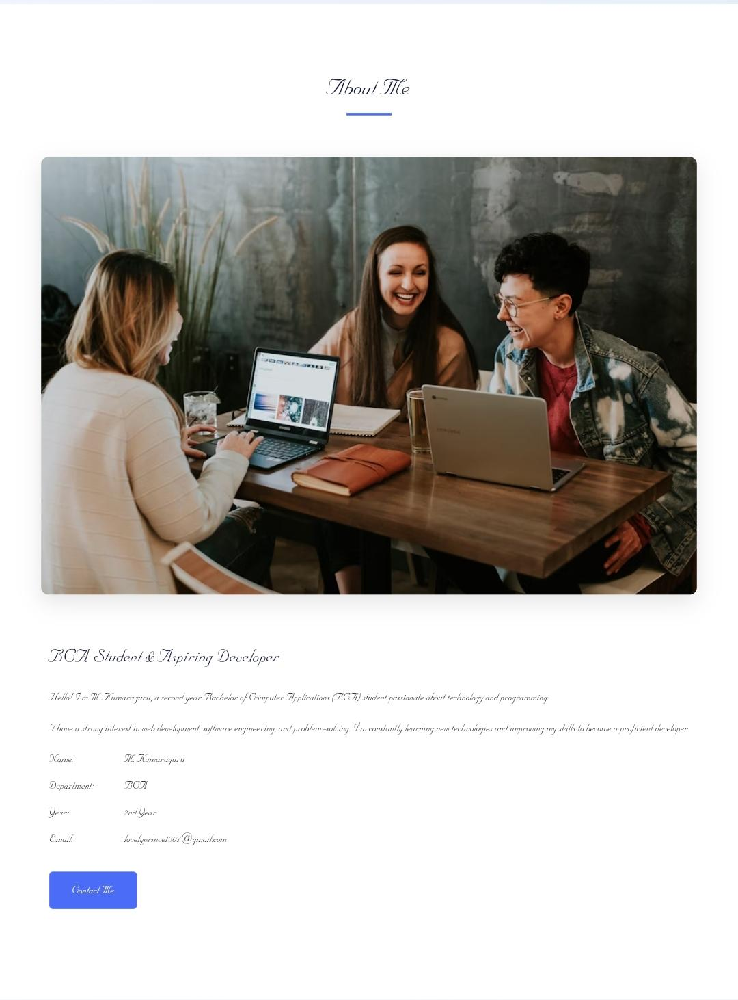 About Me
BCA Student & Aspiring Developer
Hello! I'm M. Kumaraguru, a second year Bachelor of Computer Applications (BCA) student passionate about technology and programming.
I have a strong interest in web development, software engineering, and problem-solving. I'm constantly learning new technologies and improving my skills to become a proficient developer.
Name: M. Kumaraguru
Department: BCA
Year: 2nd Year
Email: lovelyprince1307@gmail.com
Contact Me